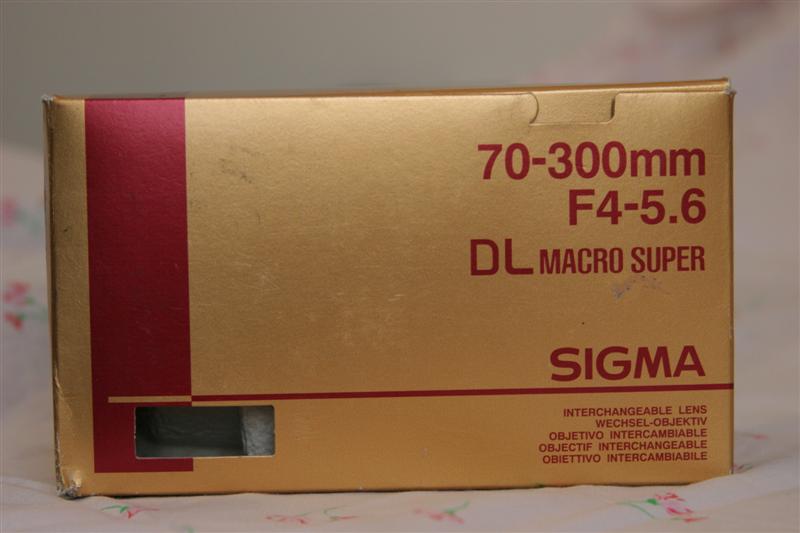 70-300mm
F4-5.6
DL MACRO SUPER
SIGMA
INTERCHANGEABLE LENS
WECHSEL-OBJEKTIV
OBJETIVO INTERCAMBIABLE
OBJECTIF INTERCHANGEABLE
OBIETTIVO INTERCAMBIABILE